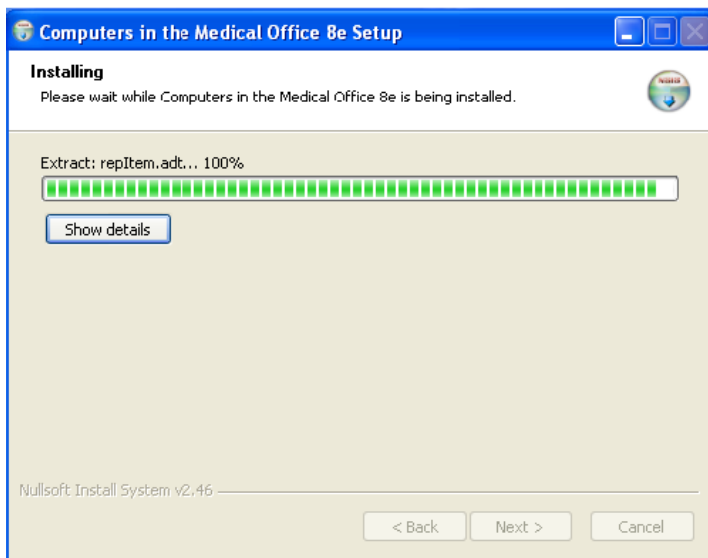 Computers in the Medical Office 8e Setup
Installing
Please wait while Computers in the Medical Office 8e is being installed.
Extract: repItem.adt... 100%
Show details
Nullsoft Install System v2.46
< Back Next > Cancel